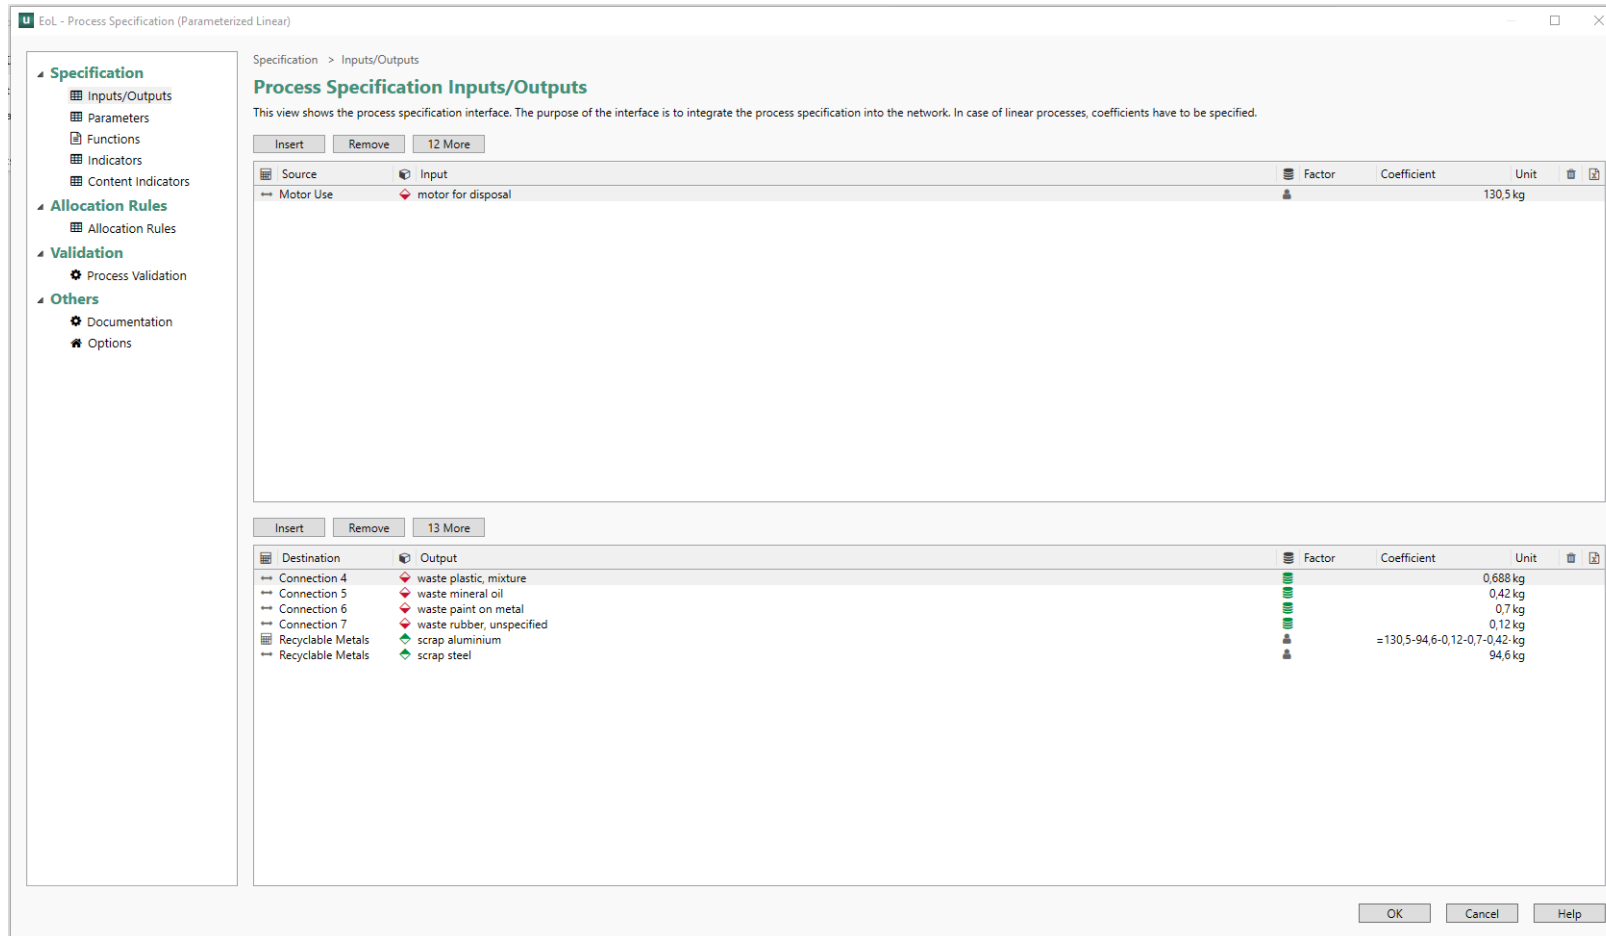 u EoL - Process Specification (Parameterized Linear)
Specification
Inputs/Outputs
Parameters
Functions
Indicators
Content Indicators
Allocation Rules
Allocation Rules
Validation
Process Validation
Others
Documentation
Options
Specification > Inputs/Outputs
Process Specification Inputs/Outputs
This view shows the process specification interface. The purpose of the interface is to integrate the process specification into the network. In case of linear processes, coefficients have to be specified.
Insert Remove 12 More
Source Input Factor Coefficient Unit
Motor Use motor for disposal 130,5 kg
Insert Remove 13 More
Destination Output Factor Coefficient Unit
Connection 4 waste plastic, mixture 0,688 kg
Connection 5 waste mineral oil 0,42 kg
Connection 6 waste paint on metal 0,7 kg
Connection 7 waste rubber, unspecified 0,12 kg
Recyclable Metals scrap aluminium =130,5-94,6-0,12-0,7-0,42- kg
Recyclable Metals scrap steel 94,6 kg
OK Cancel Help